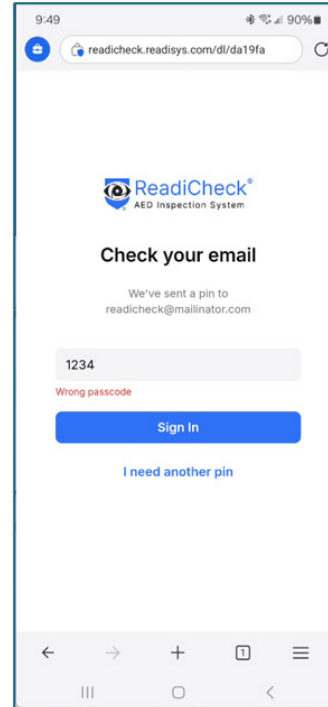 9:49 90%
readicheck.readisys.com/dl/da19fa
ReadiCheck®
AED Inspection System
Check your email
We've sent a pin to
readicheck@mailinator.com
1234
Wrong passcode
Sign In
I need another pin
1